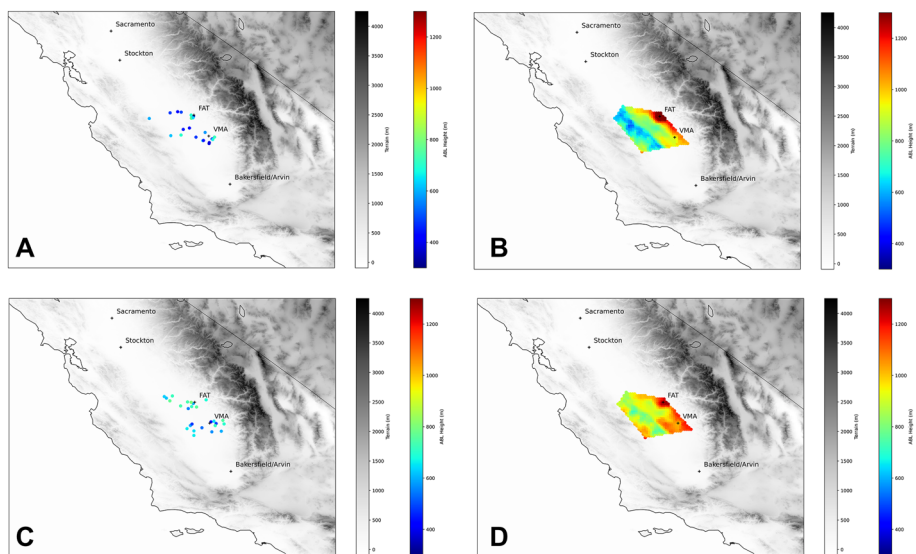 Sacramento
Stockton
FAT
VMA
Bakersfield/Arvin
A
4000
3500
3000
2500
2000
1500
1000
500
0
Terrain (m)
1200
1000
800
600
400
ABL Height (m)
Sacramento
Stockton
FAT
VMA
Bakersfield/Arvin
B
4000
3500
3000
2500
2000
1500
1000
500
0
Terrain (m)
1200
1000
800
600
400
ABL Height (m)
Sacramento
Stockton
FAT
VMA
Bakersfield/Arvin
C
4000
3500
3000
2500
2000
1500
1000
500
0
Terrain (m)
1200
1000
800
600
400
ABL Height (m)
Sacramento
Stockton
FAT
VMA
Bakersfield/Arvin
D
4000
3500
3000
2500
2000
1500
1000
500
0
Terrain (m)
1200
1000
800
600
400
ABL Height (m)